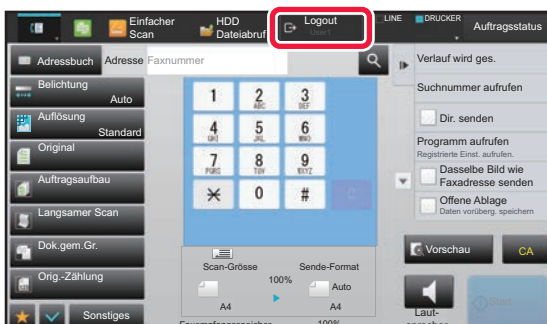 Einfacher
Scan
HDD
Dateiabruf
Logout
User1
LINE
DRUCKER
Auftragsstatus
Adressbuch
Adresse
Faxnummer
Verlauf wird ges.
Belichtung
Auto
Suchnummer aufrufen
Auflösung
Standard
Dir. senden
Original
Programm aufrufen
Registrierte Einst. aufrufen.
Auftragsaufbau
Dasselbe Bild wie
Faxadresse senden
Langsamer Scan
Offene Ablage
Daten vorüberg. speichern
1
2 ABC
3 DEF
4 GHI
5 JKL
6 MNO
7 PQRS
8 TUV
9 WXYZ
0
#
Dok.gem.Gr.
Orig.-Zählung
Sonstiges
Scan-Grösse
100%
Sende-Format
Auto
A4
A4
100%
Vorschau
CA
Laut-
Start